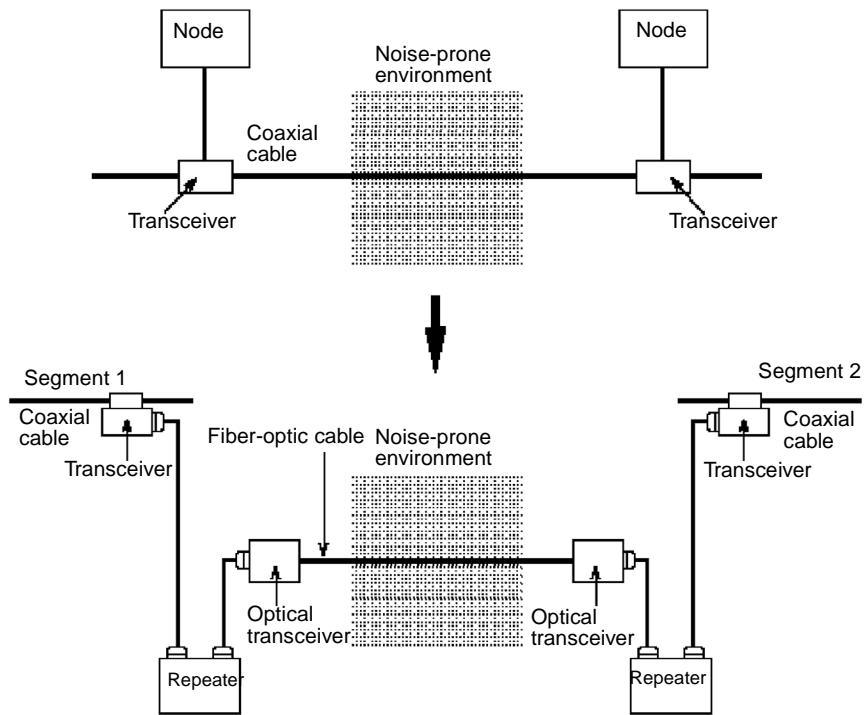 Node
Noise-prone
environment
Node
Coaxial
cable
Transceiver
Transceiver
Segment 1
Segment 2
Coaxial
cable
Transceiver
Fiber-optic cable
Noise-prone
environment
Coaxial
cable
Transceiver
Optical
transceiver
Optical
transceiver
Repeater
Repeater